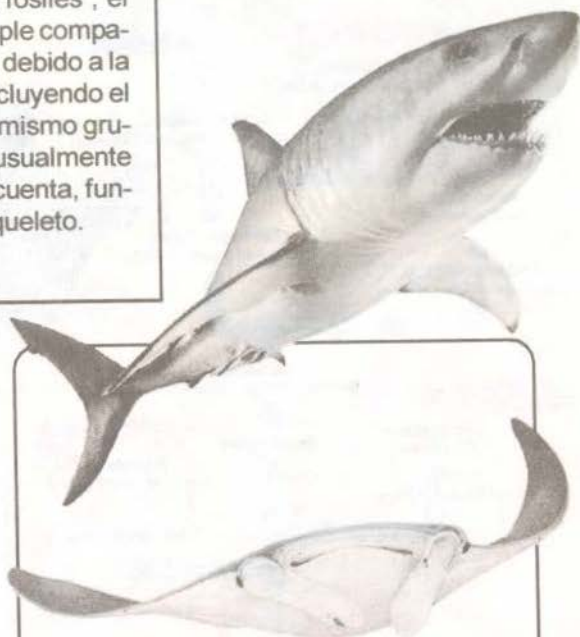 fósiles", el
ple compa-
debido a la
cluyendo el
mismo gru-
usualmente
cuenta, fun-
queleto.